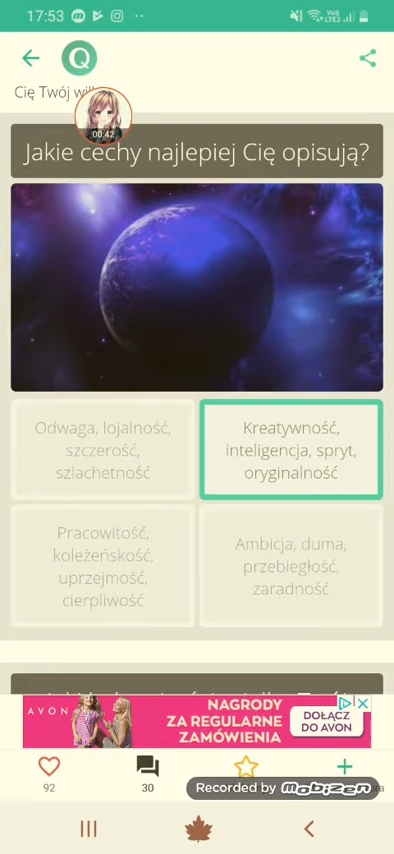 17:53
Vo))
LTE2
Q
Cię Twój wil
00:42
Jakie cechy najlepiej Cię opisują?
Odwaga, lojalność,
szczerość,
szlachetność
Kreatywność,
inteligencja, spryt,
oryginalność
Pracowitość,
koleżeńskość,
uprzejmość,
cierpliwość
Ambicja, duma,
przebiegłość,
zaradność
AVON
NAGRODY
ZA REGULARNE
ZAMÓWIENIA
DOŁĄCZ
DO AVON
92
30
Recorded by mobizen